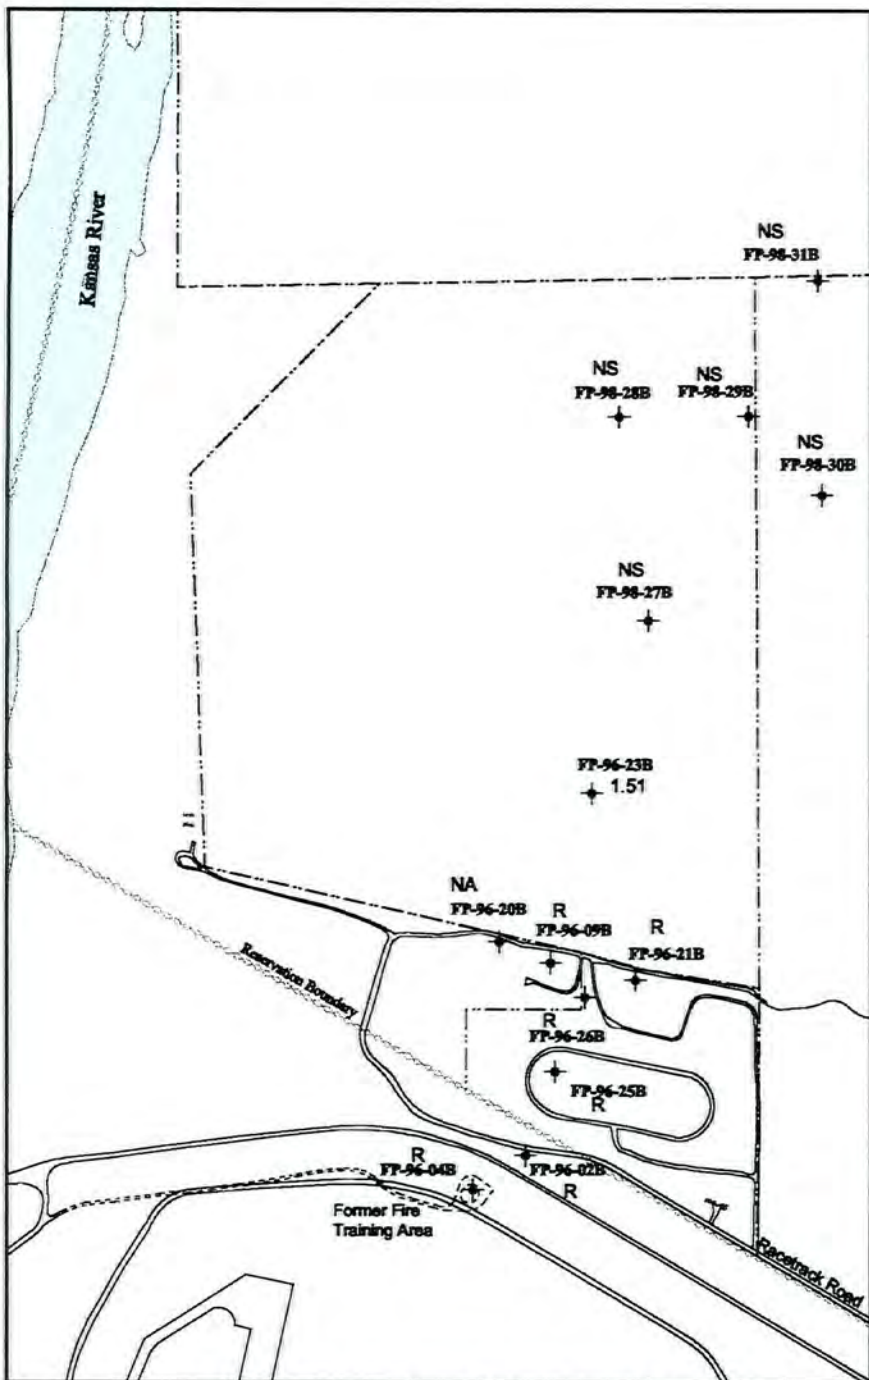 Kansas River
NS
FP-98-31B
NS
FP-98-28B
NS
FP-98-29B
NS
FP-98-30B
NS
FP-98-27B
FP-96-23B
1.51
NA
FP-96-20B
R
FP-96-09B
R
FP-96-21B
Reservation Boundary
R
FP-96-26B
FP-96-25B
R
R
FP-96-04B
FP-96-02B
R
Former Fire
Training Area
Racetrack Road